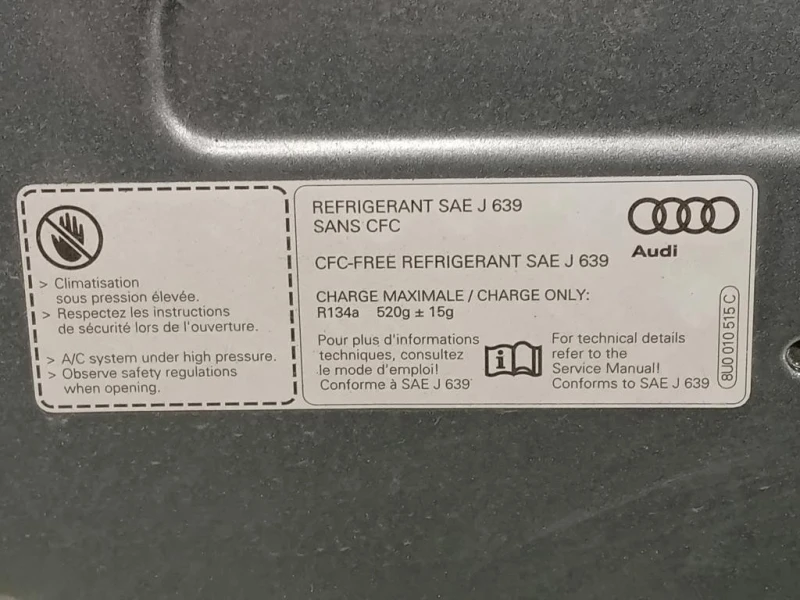 > Climatisation
sous pression élevée.
> Respectez les instructions
de sécurité lors de l'ouverture.
> A/C system under high pressure.
> Observe safety regulations
when opening.
REFRIGERANT SAE J 639
SANS CFC
CFC-FREE REFRIGERANT SAE J 639
CHARGE MAXIMALE / CHARGE ONLY:
R134a 520g ± 15g
Pour plus d'informations
techniques, consultez
le mode d'emploi!
Conforme à SAE J 639
i
For technical details
refer to the
Service Manual!
Conforms to SAE J 639
Audi
8U0 010 515 C